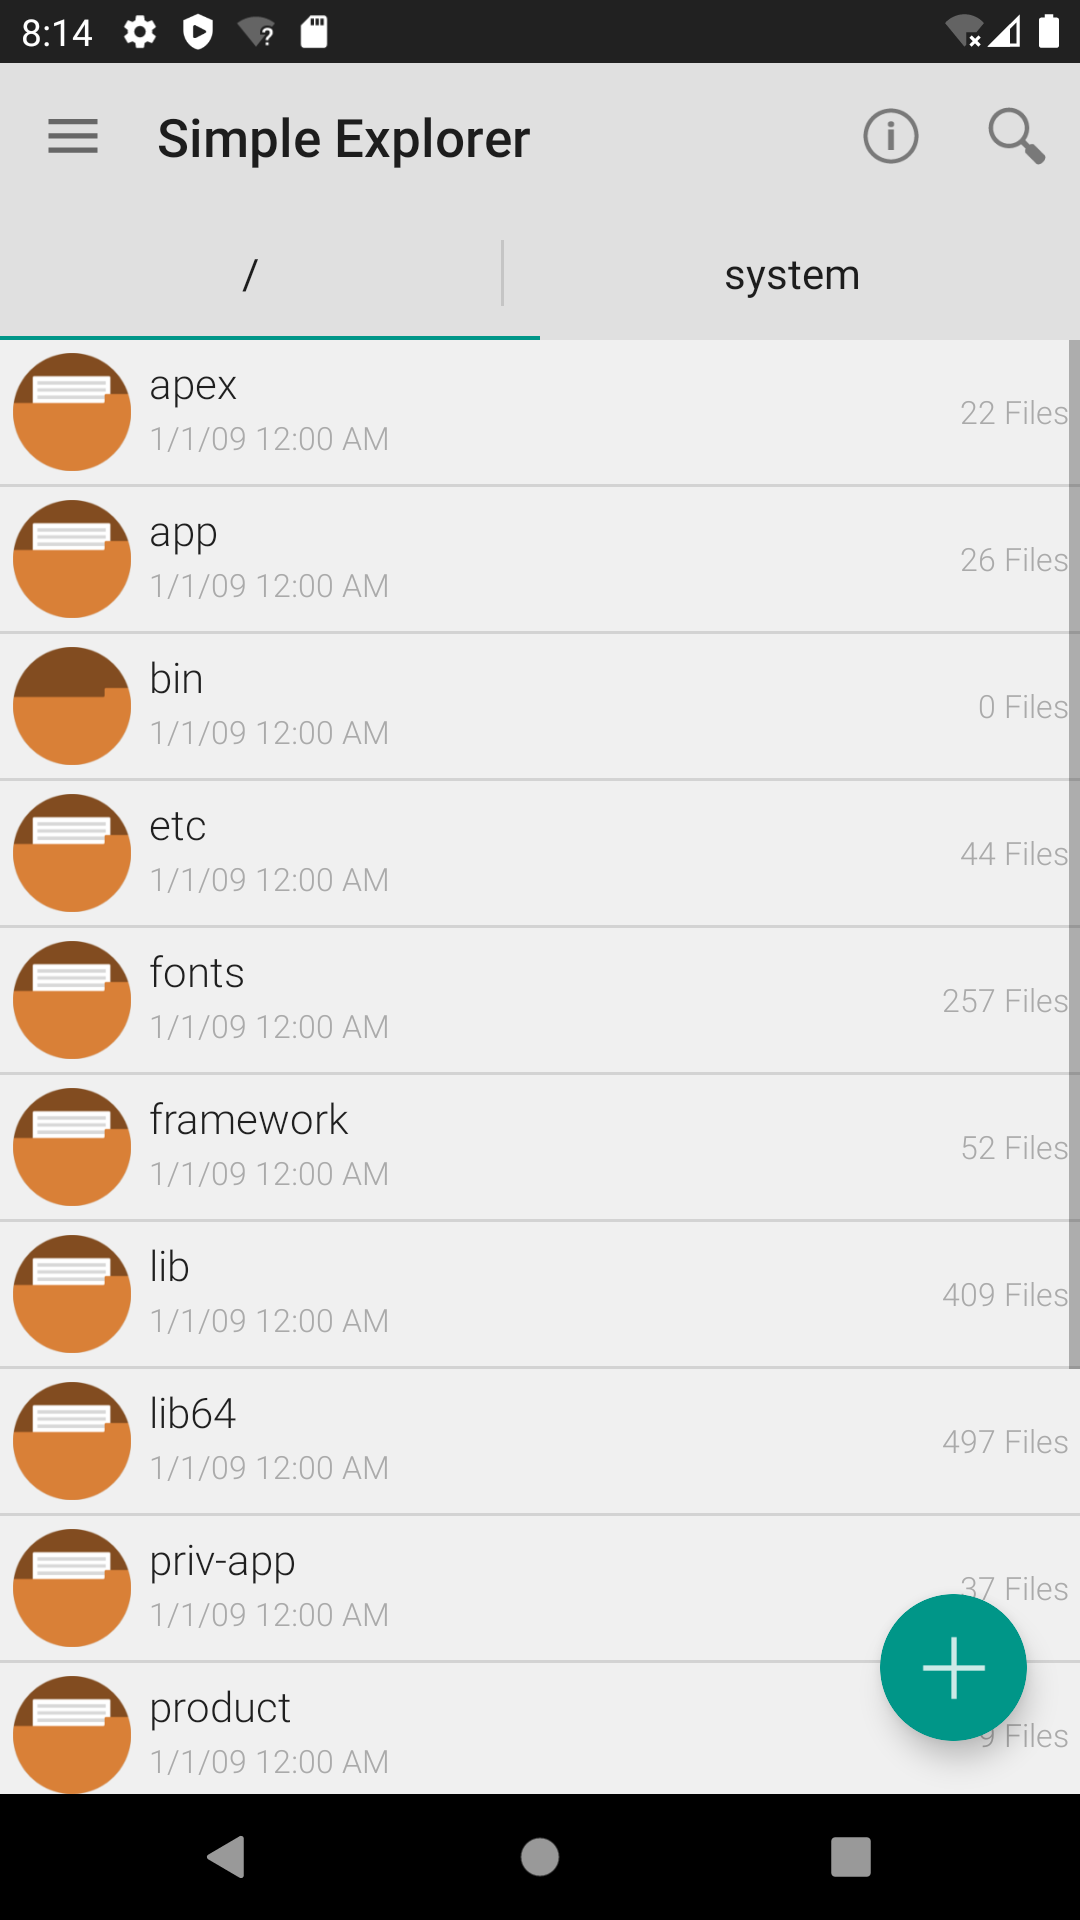 8:14
Simple Explorer
/
system
apex
1/1/09 12:00 AM
22 Files
app
1/1/09 12:00 AM
26 Files
bin
1/1/09 12:00 AM
0 Files
etc
1/1/09 12:00 AM
44 Files
fonts
1/1/09 12:00 AM
257 Files
framework
1/1/09 12:00 AM
52 Files
lib
1/1/09 12:00 AM
409 Files
lib64
1/1/09 12:00 AM
497 Files
priv-app
1/1/09 12:00 AM
37 Files
product
1/1/09 12:00 AM
9 Files